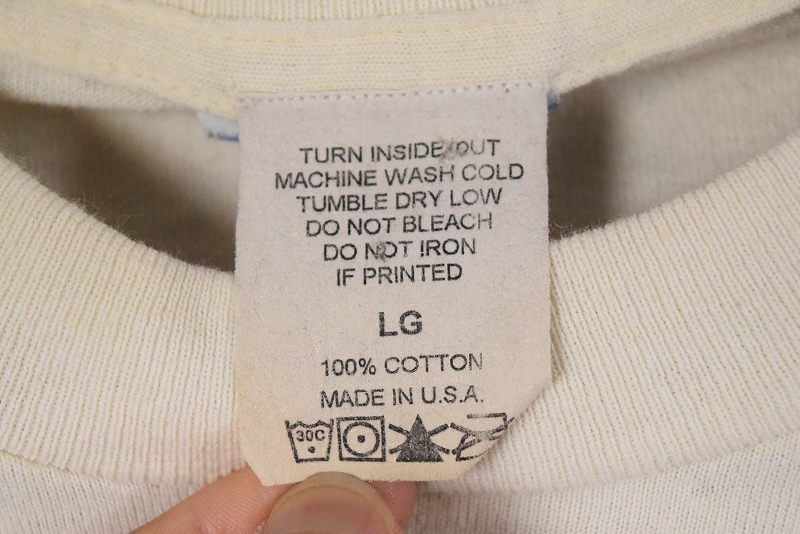 TURN INSIDE OUT
MACHINE WASH COLD
TUMBLE DRY LOW
DO NOT BLEACH
DO NOT IRON
IF PRINTED
LG
100% COTTON
MADE IN U.S.A.
30C